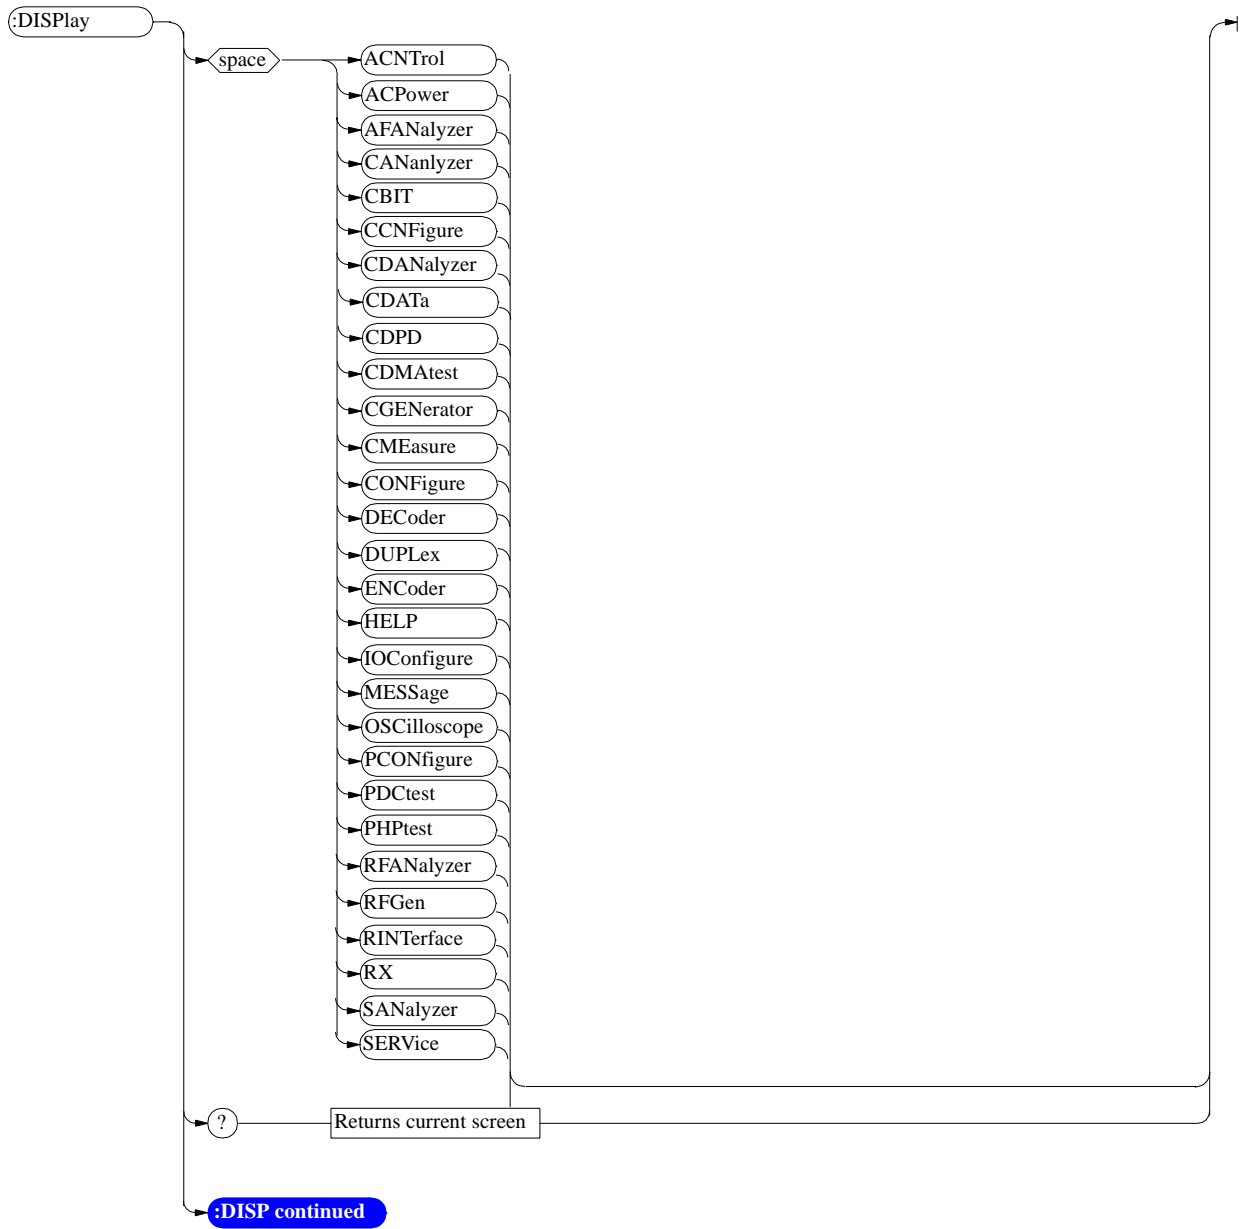 :DISPlay
space
ACNTrol
ACPower
AFANalyzer
CANanlyzer
CBIT
CCNFigure
CDANalyzer
CDATa
CDPD
CDMAtest
CGENerator
CMEasure
CONFigure
DECoder
DUPLex
ENCoder
HELP
IOConfigure
MESSage
OSCilloscope
PCONfigure
PDCtest
PHPtest
RFANalyzer
RFGen
RINTerface
RX
SANalyzer
SERVice
?
Returns current screen
:DISP continued